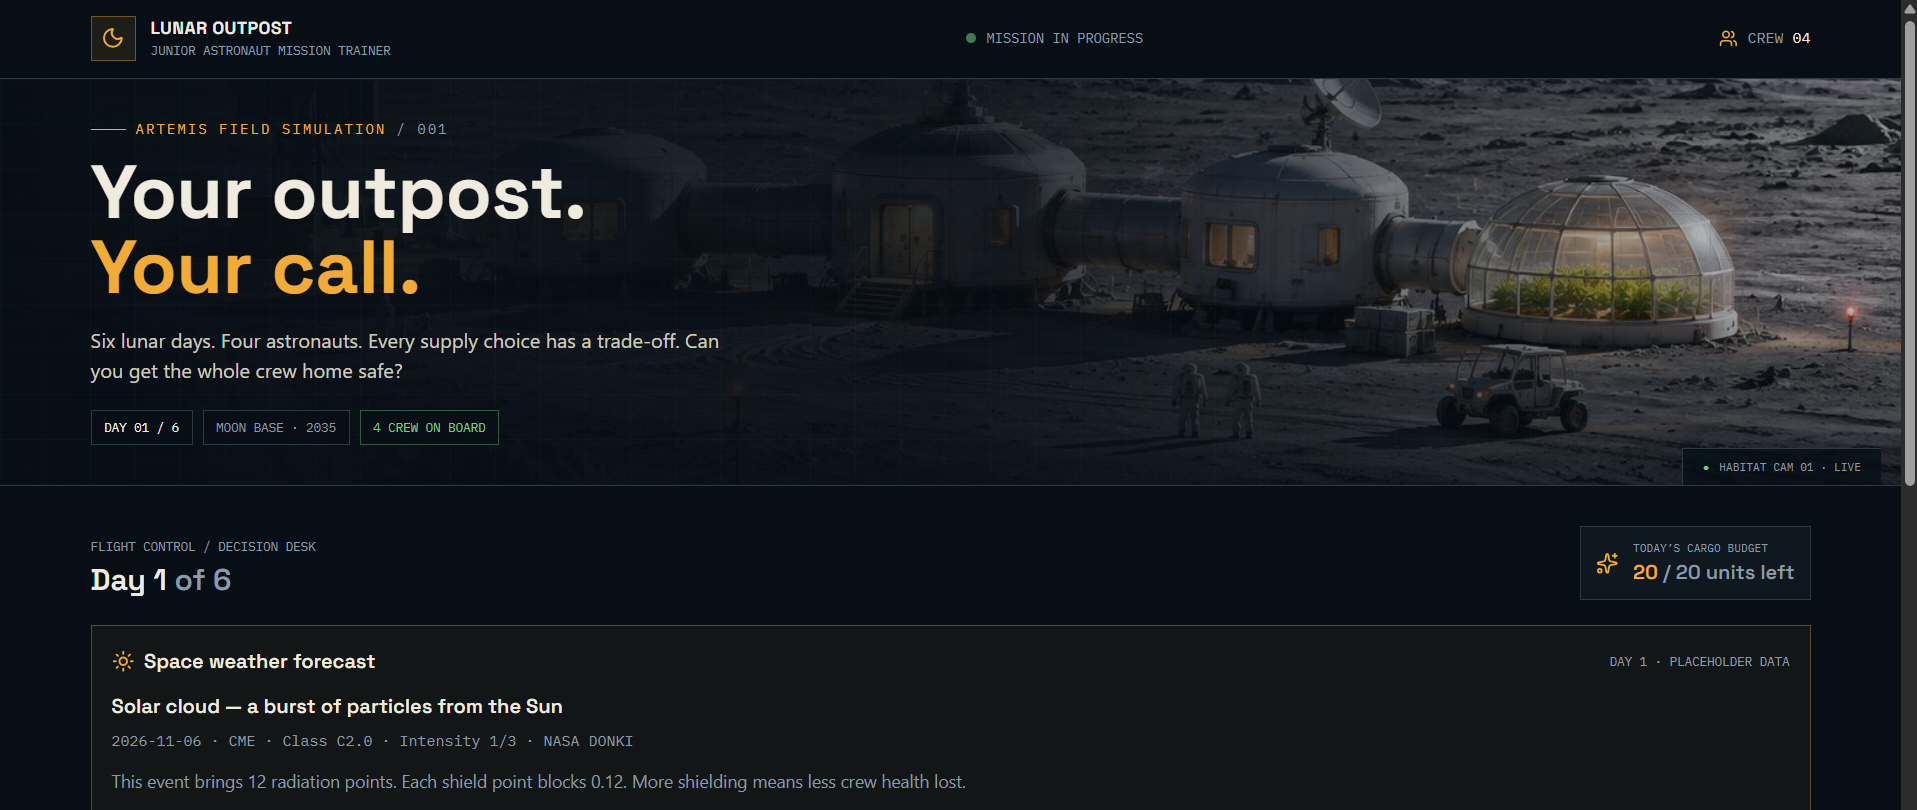 LUNAR OUTPOST
JUNIOR ASTRONAUT MISSION TRAINER
MISSION IN PROGRESS
CREW 04
ARTEMIS FIELD SIMULATION / 001
Your outpost.
Your call.
Six lunar days. Four astronauts. Every supply choice has a trade-off. Can
you get the whole crew home safe?
DAY 01 / 6
MOON BASE · 2035
4 CREW ON BOARD
HABITAT CAM 01 · LIVE
FLIGHT CONTROL / DECISION DESK
Day 1 of 6
TODAY’S CARGO BUDGET
20 / 20 units left
Space weather forecast
DAY 1 · PLACEHOLDER DATA
Solar cloud — a burst of particles from the Sun
2026-11-06 · CME · Class C2.0 · Intensity 1/3 · NASA DONKI
This event brings 12 radiation points. Each shield point blocks 0.12. More shielding means less crew health lost.